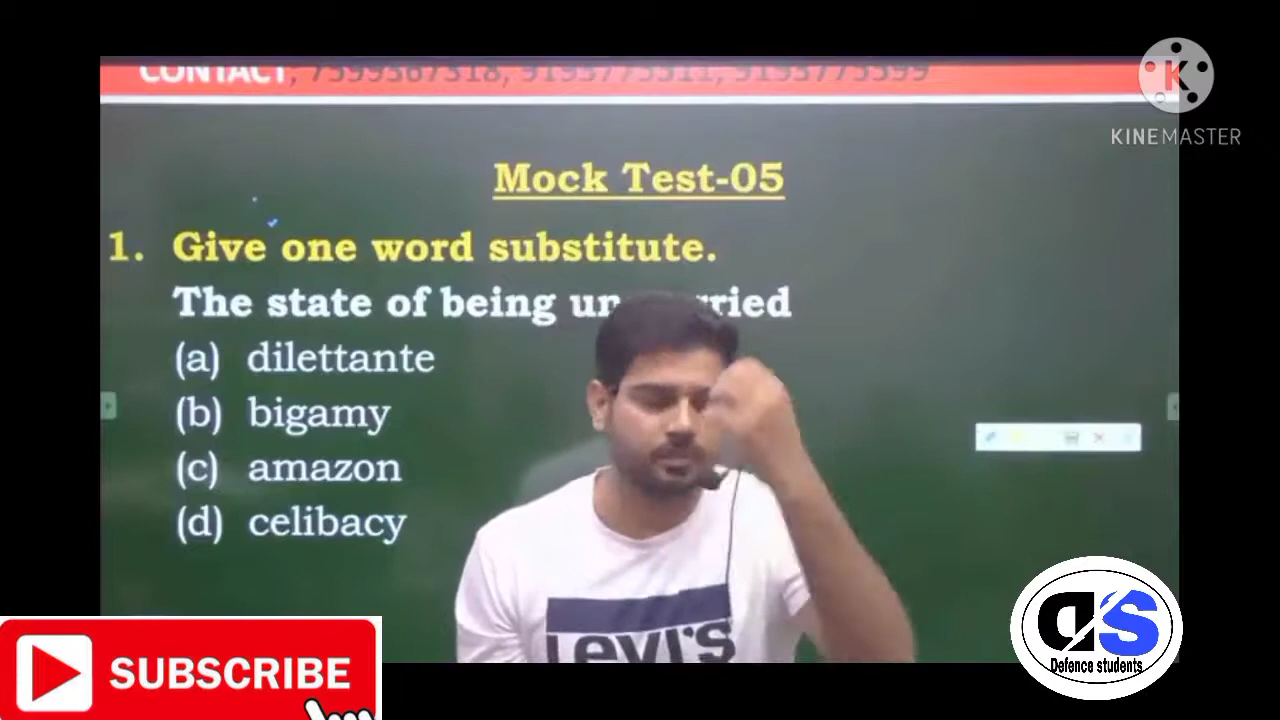 CONTACT
KINEMASTER
Mock Test-05
1. Give one word substitute.
The state of being
(a) dilettante
(b) bigamy
(c) amazon
(d) celibacy
Levi's
SUBSCRIBE
Defence students